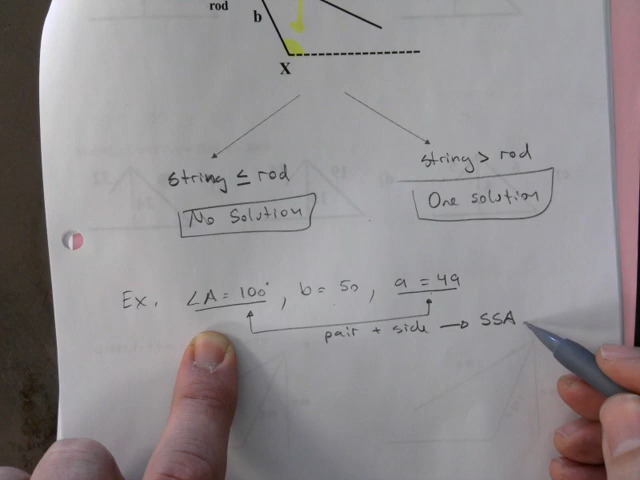 rod
b
X
string ≤ rod
string > rod
No Solution
One solution
Ex. ∠A = 100°, b = 50, a = 49
pair + side → SSA